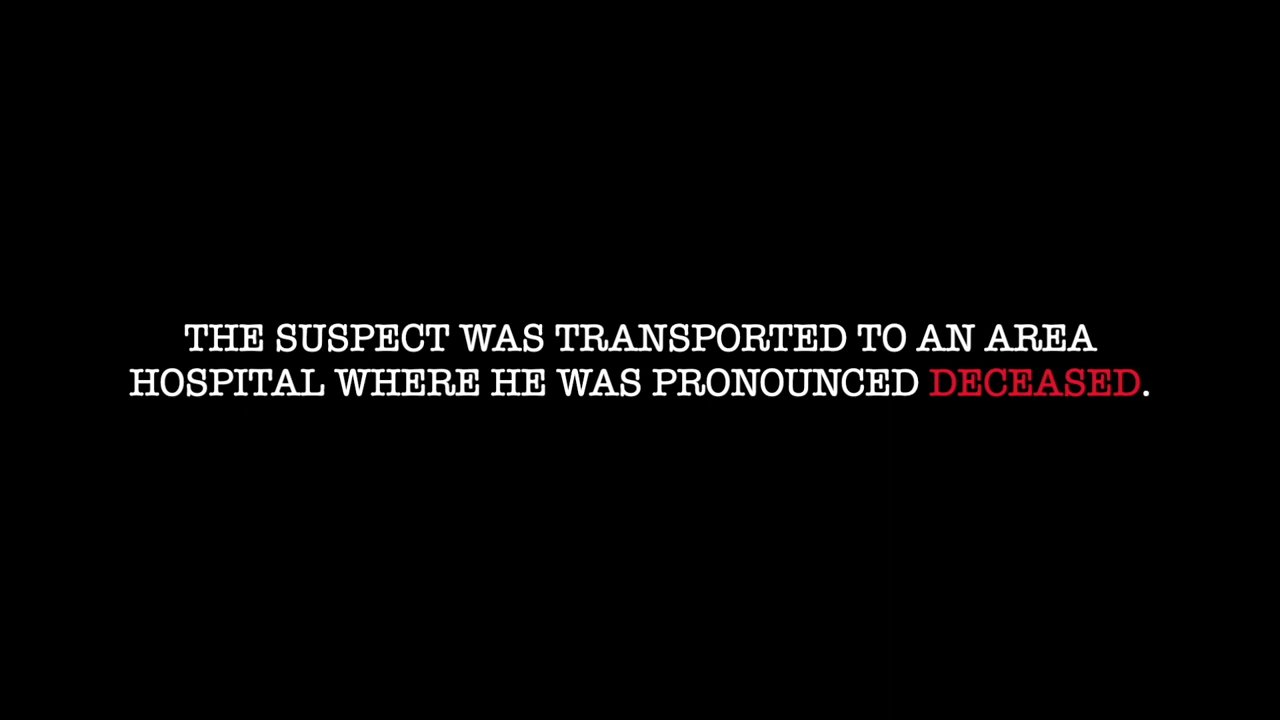 THE SUSPECT WAS TRANSPORTED TO AN AREA
HOSPITAL WHERE HE WAS PRONOUNCED DECEASED.